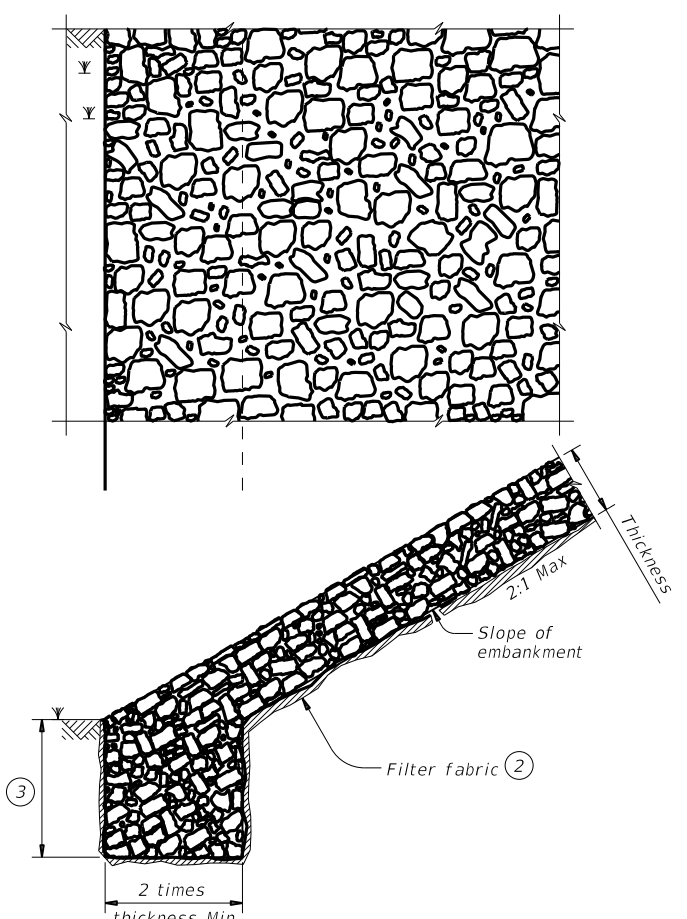 Thickness
2:1 Max
Slope of
embankment
Filter fabric 2
3
2 times
thickness Min